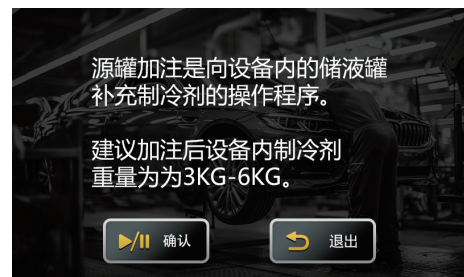 源罐加注是向设备内的储液罐
补充制冷剂的操作程序。
建议加注后设备内制冷剂
重量为为3KG-6KG。
确认
退出